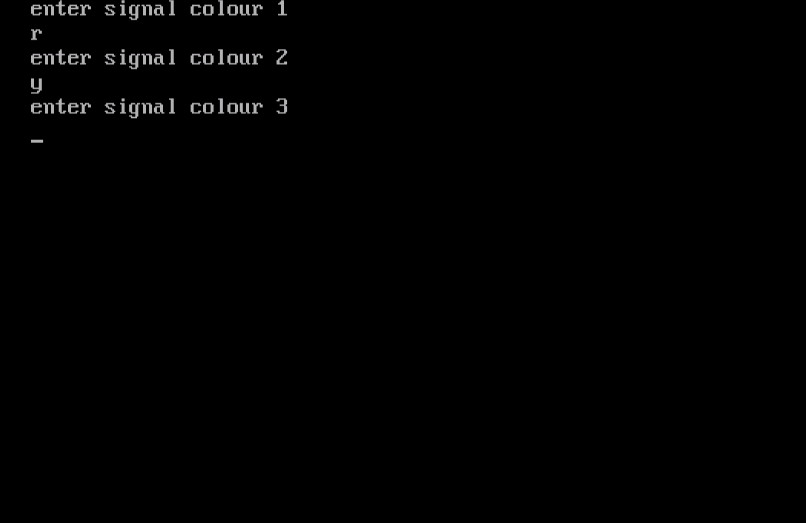 enter signal colour 1
r
enter signal colour 2
y
enter signal colour 3
_